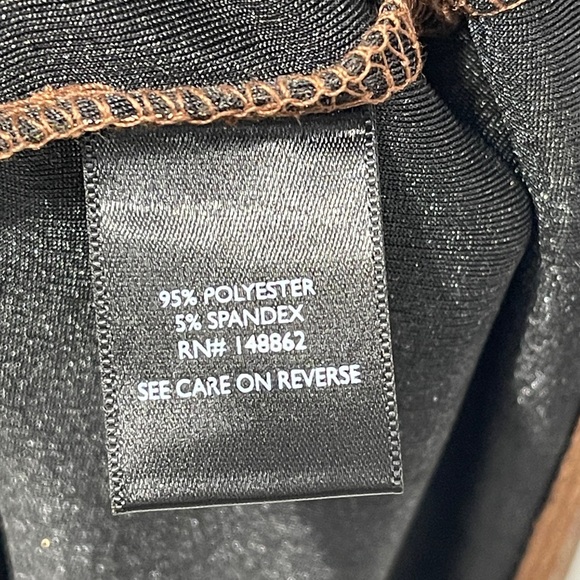 95% POLYESTER
5% SPANDEX
RN# 148862
SEE CARE ON REVERSE